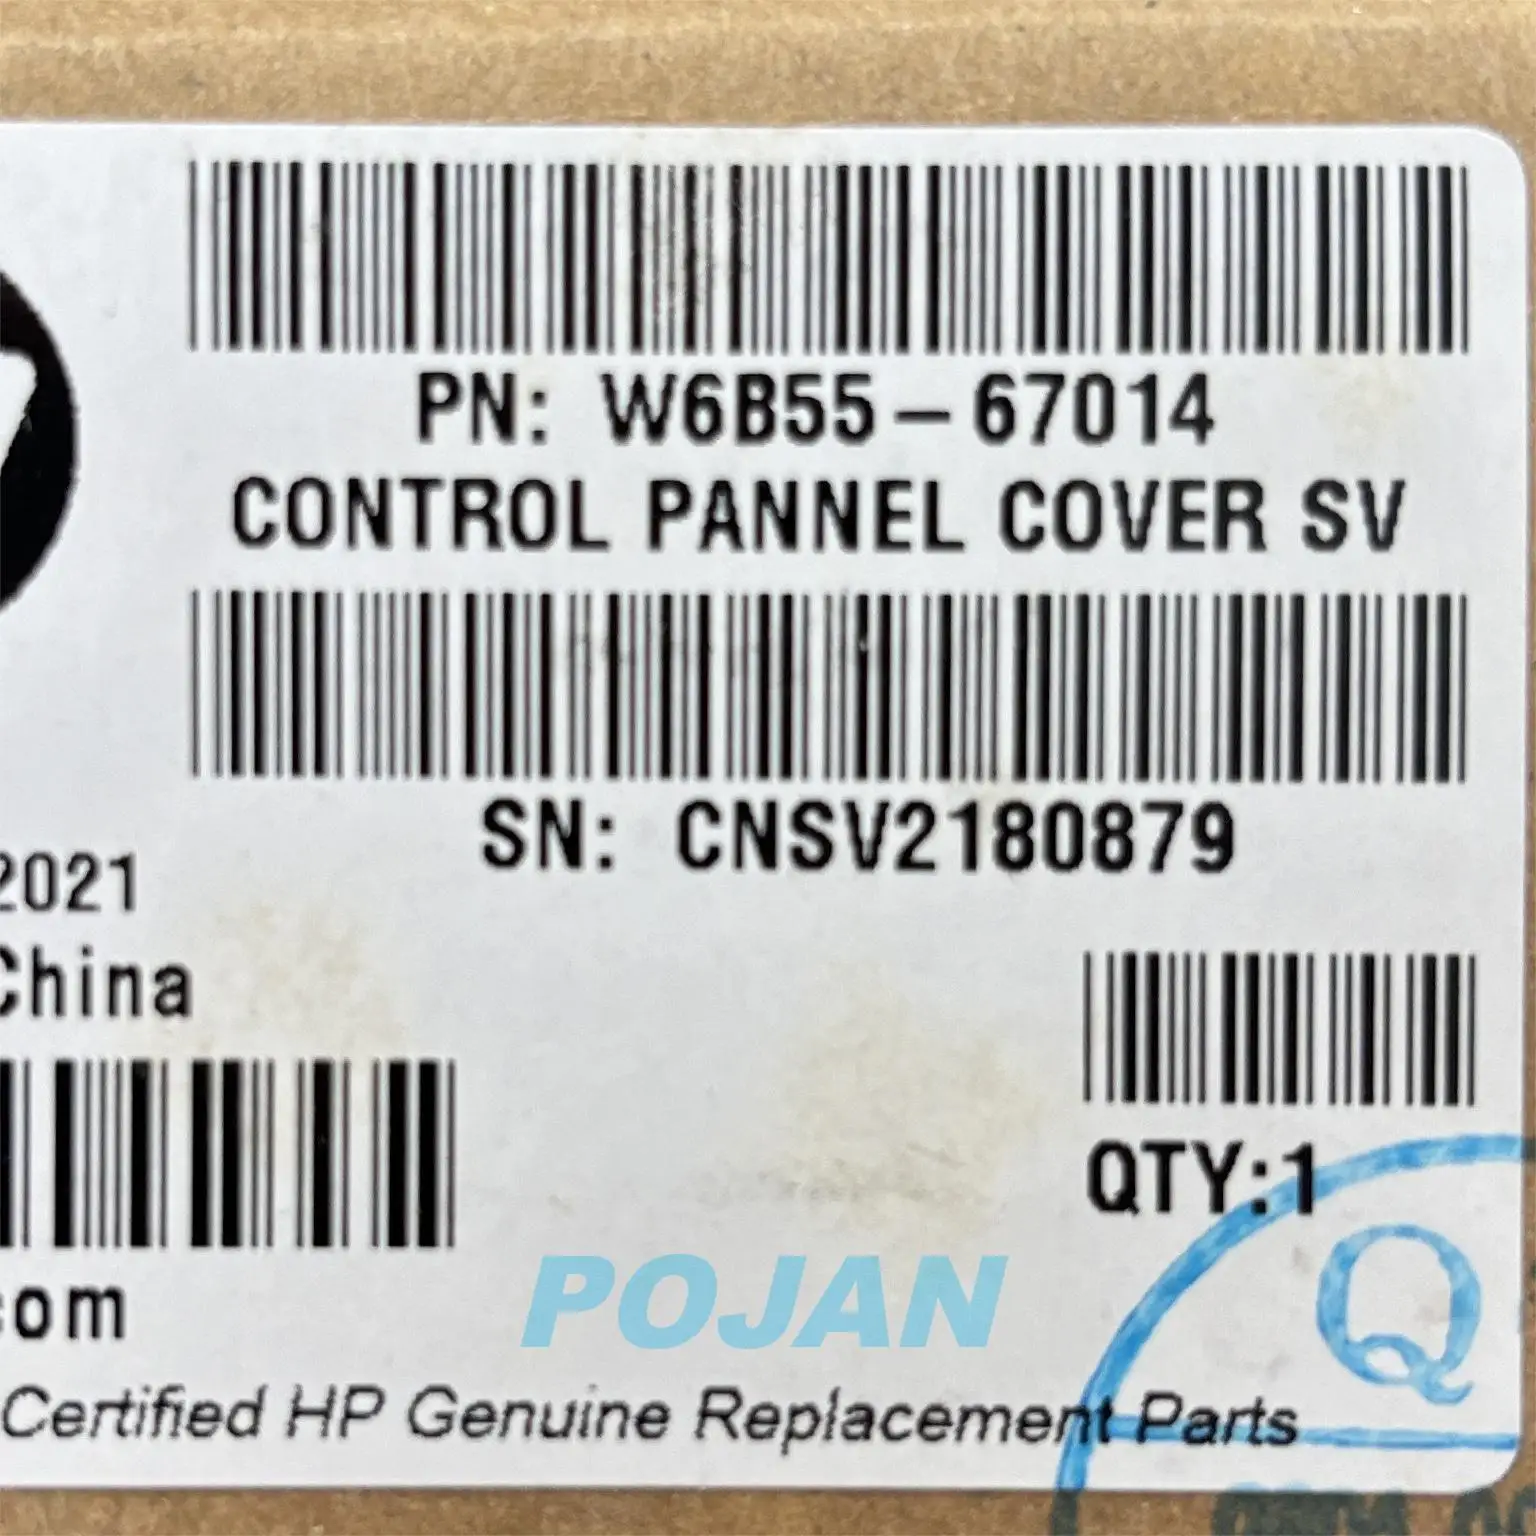 PN: W6B55-67014
CONTROL PANNEL COVER SV
SN: CNSV2180879
2021
China
QTY:1
com
POJAN
Q
Certified HP Genuine Replacement Parts